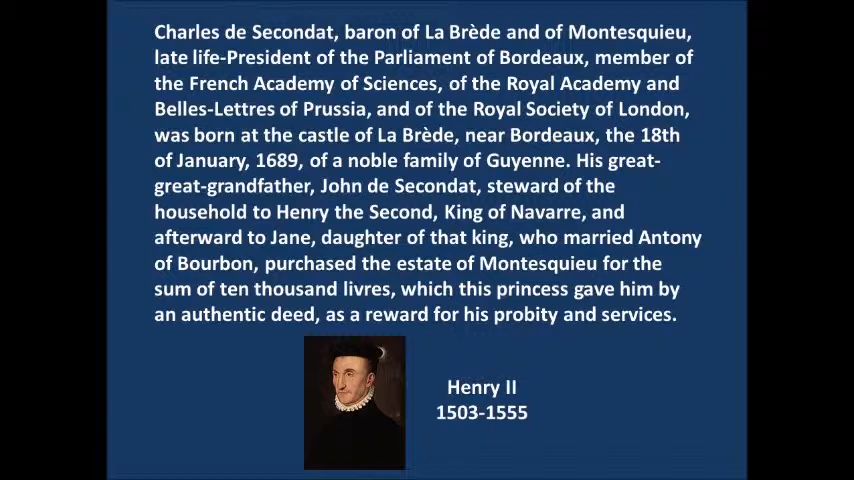 Charles de Secondat, baron of La Brède and of Montesquieu,
late life-President of the Parliament of Bordeaux, member of
the French Academy of Sciences, of the Royal Academy and
Belles-Lettres of Prussia, and of the Royal Society of London,
was born at the castle of La Brède, near Bordeaux, the 18th
of January, 1689, of a noble family of Guyenne. His great-
great-grandfather, John de Secondat, steward of the
household to Henry the Second, King of Navarre, and
afterward to Jane, daughter of that king, who married Antony
of Bourbon, purchased the estate of Montesquieu for the
sum of ten thousand livres, which this princess gave him by
an authentic deed, as a reward for his probity and services.
Henry II
1503-1555